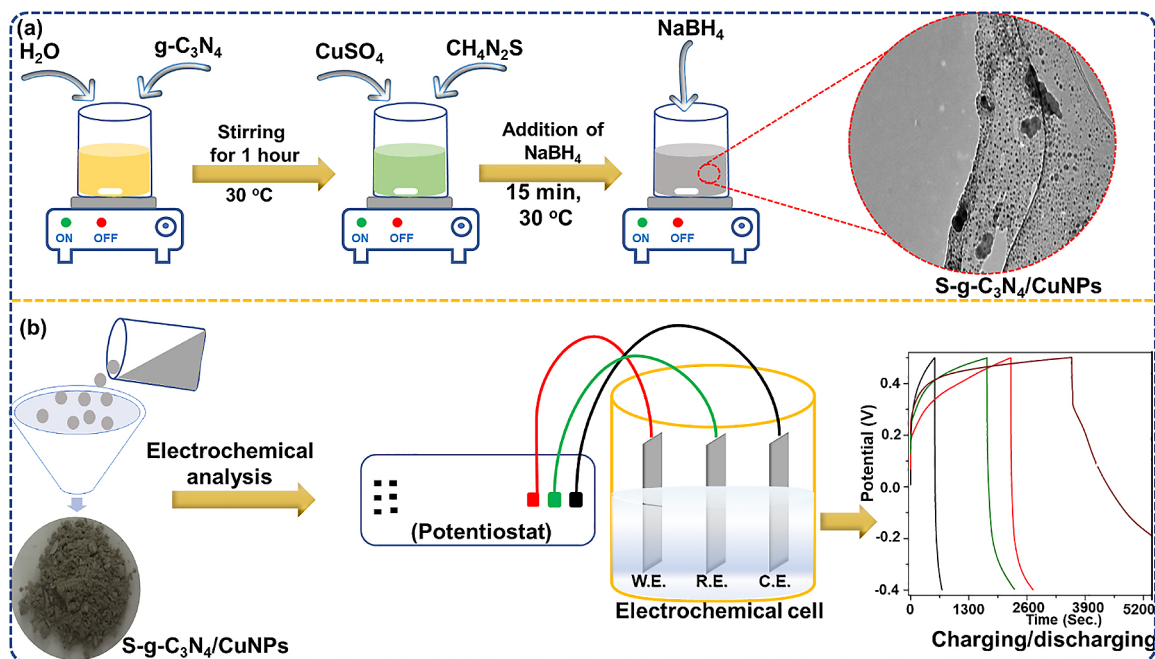 (a)
H₂O
g-C₃N₄
Stirring
for 1 hour
30 ºC
ON
OFF
CuSO₄
CH₄N₂S
Addition of
NaBH₄
15 min,
30 ºC
ON
OFF
NaBH₄
ON
OFF
S-g-C₃N₄/CuNPs
(b)
S-g-C₃N₄/CuNPs
Electrochemical
analysis
(Potentiostat)
W.E.
R.E.
C.E.
Electrochemical cell
Potential (V)
0.4
0.2
0.0
-0.2
-0.4
0
1300
2600
3900
5200
Time (Sec.)
Charging/discharging